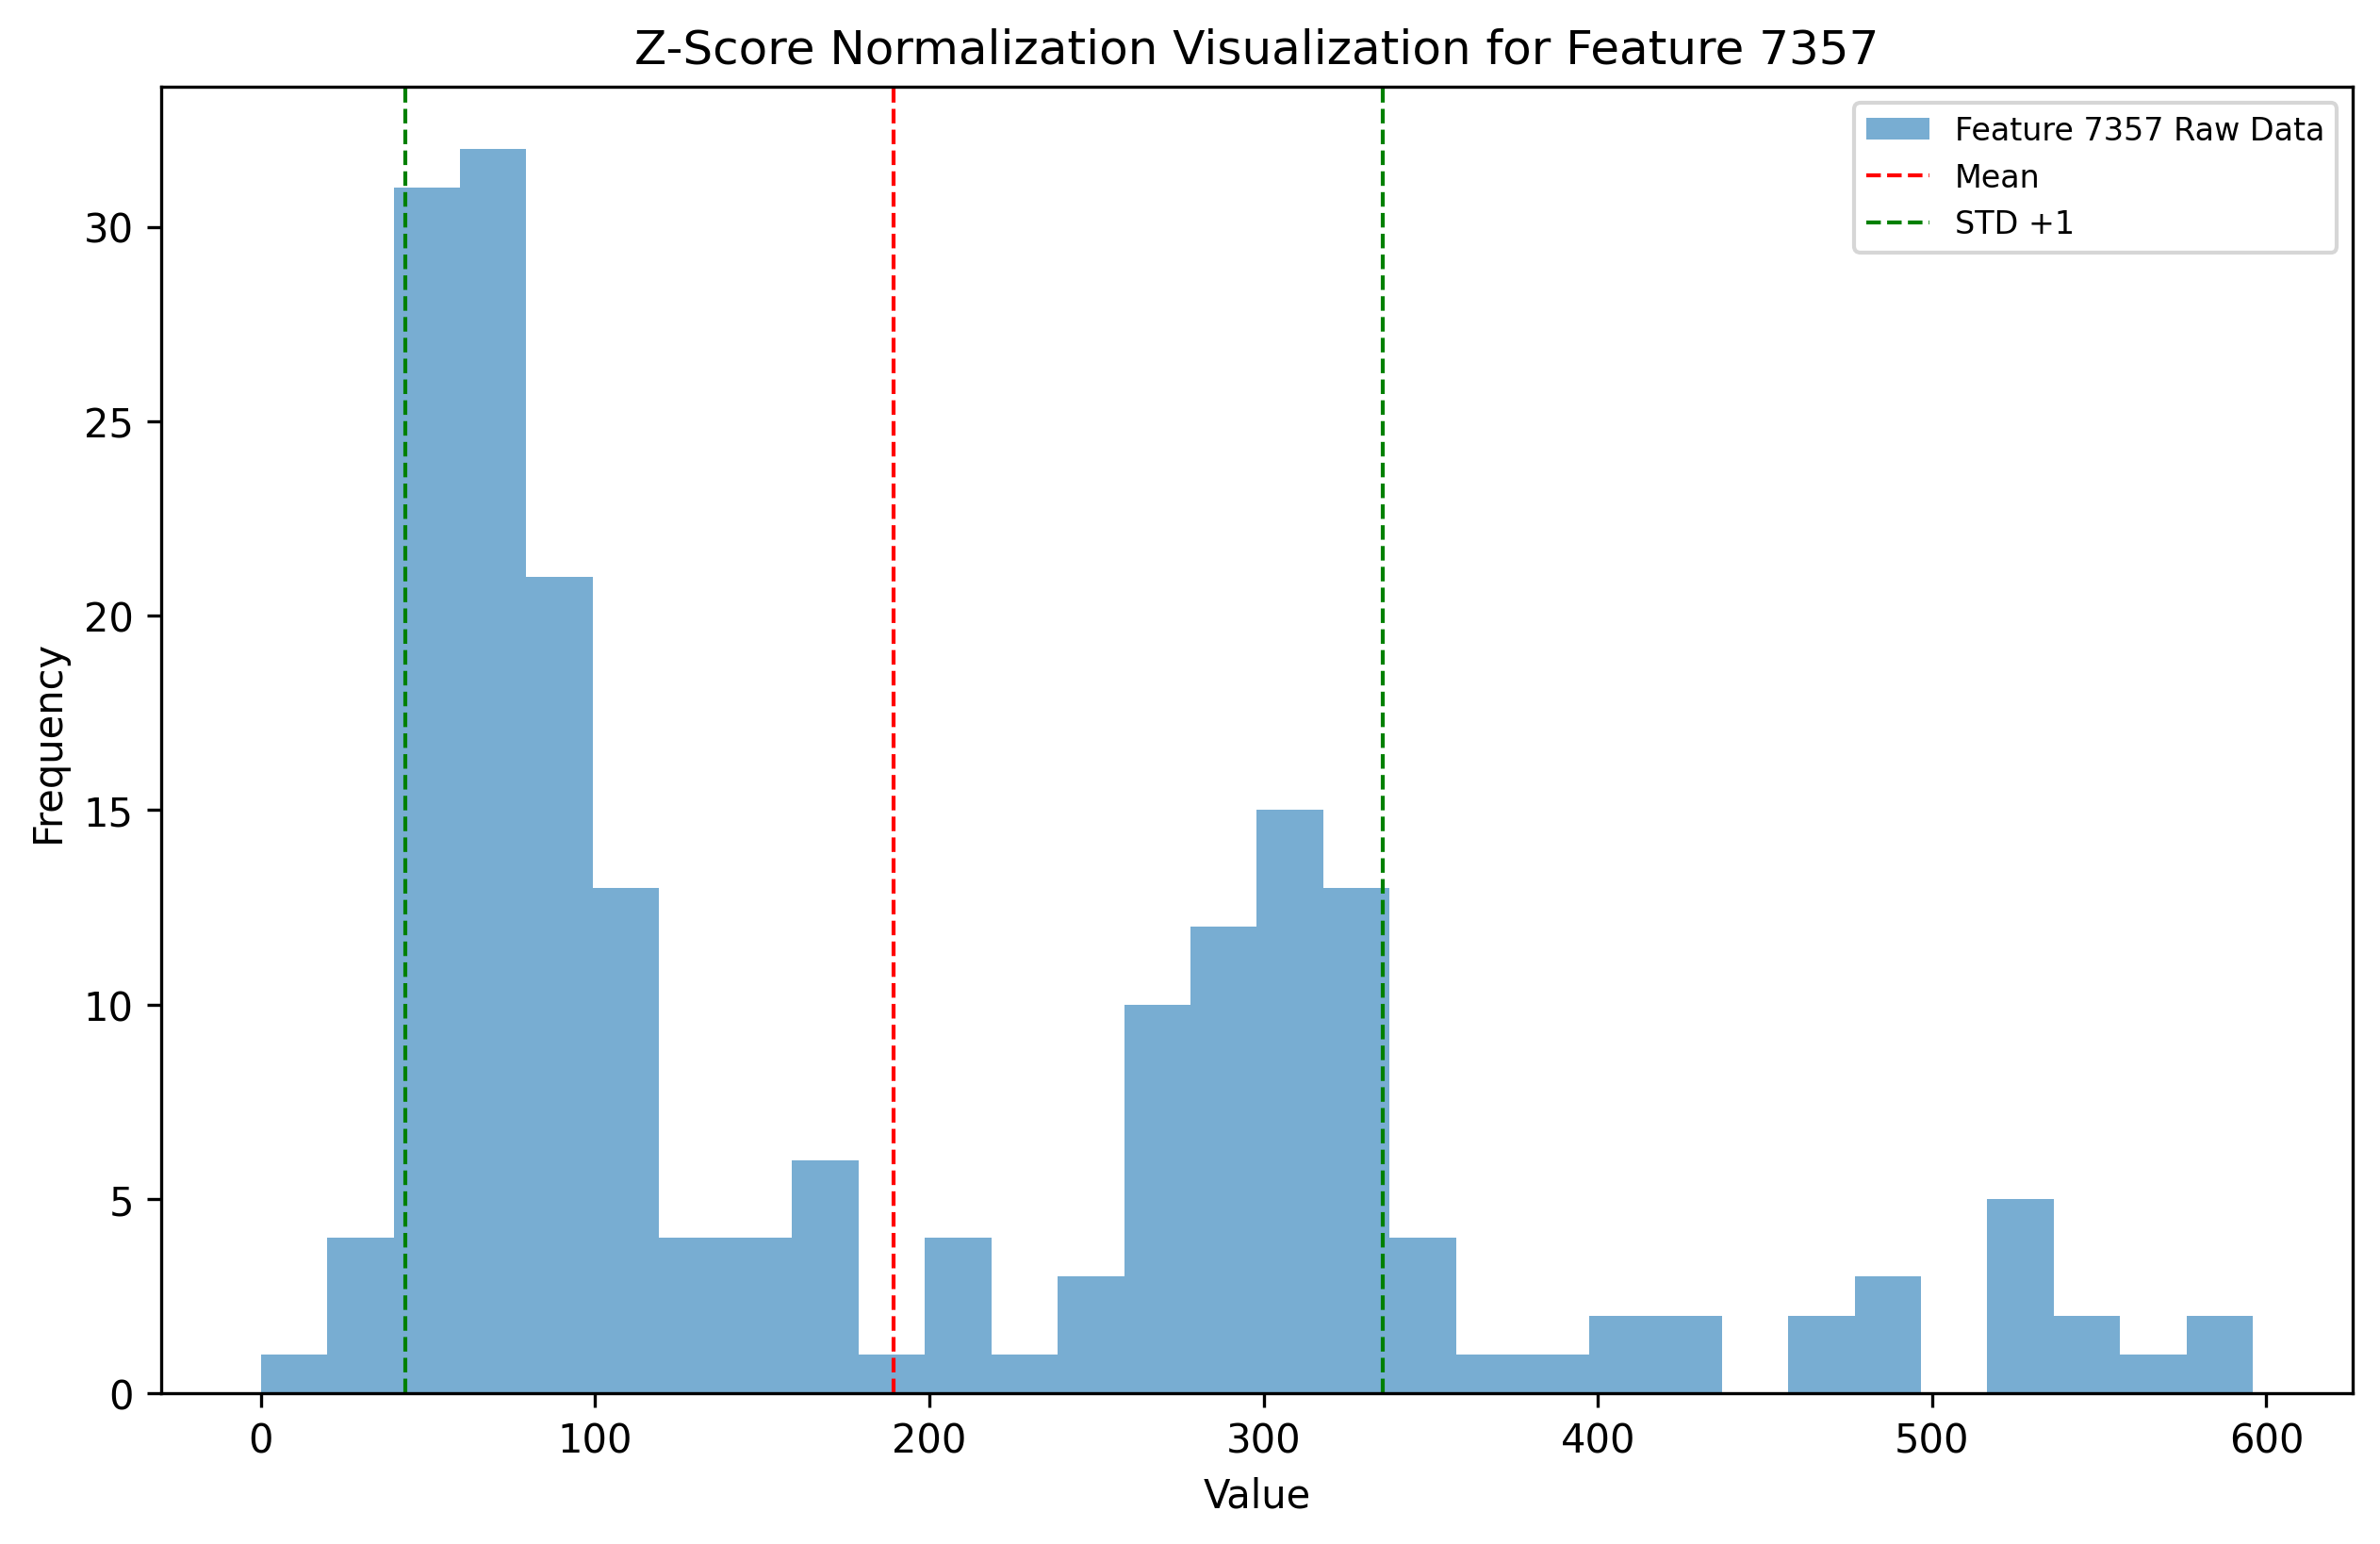 Z-Score Normalization Visualization for Feature 7357
Feature 7357 Raw Data
Mean
STD +1
30
25
20
15
10
5
0
Frequency
0 100 200 300 400 500 600
Value